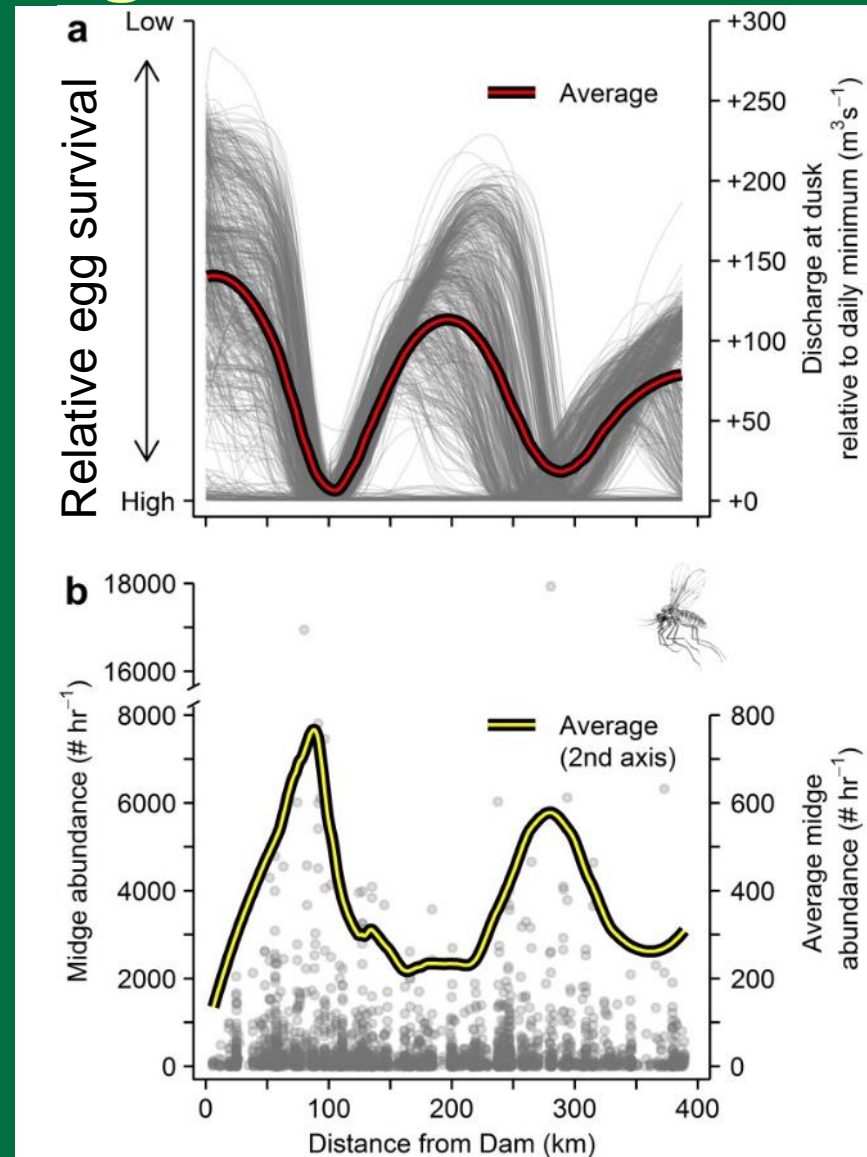 a
Low
High
Relative egg survival
Average
+300
+250
+200
+150
+100
+50
+0
Discharge at dusk
relative to daily minimum (m³s⁻¹)
b
18000
16000
8000
6000
4000
2000
0
Midge abundance (# hr⁻¹)
Average
(2nd axis)
800
600
400
200
0
Average midge
abundance (# hr⁻¹)
0 100 200 300 400
Distance from Dam (km)